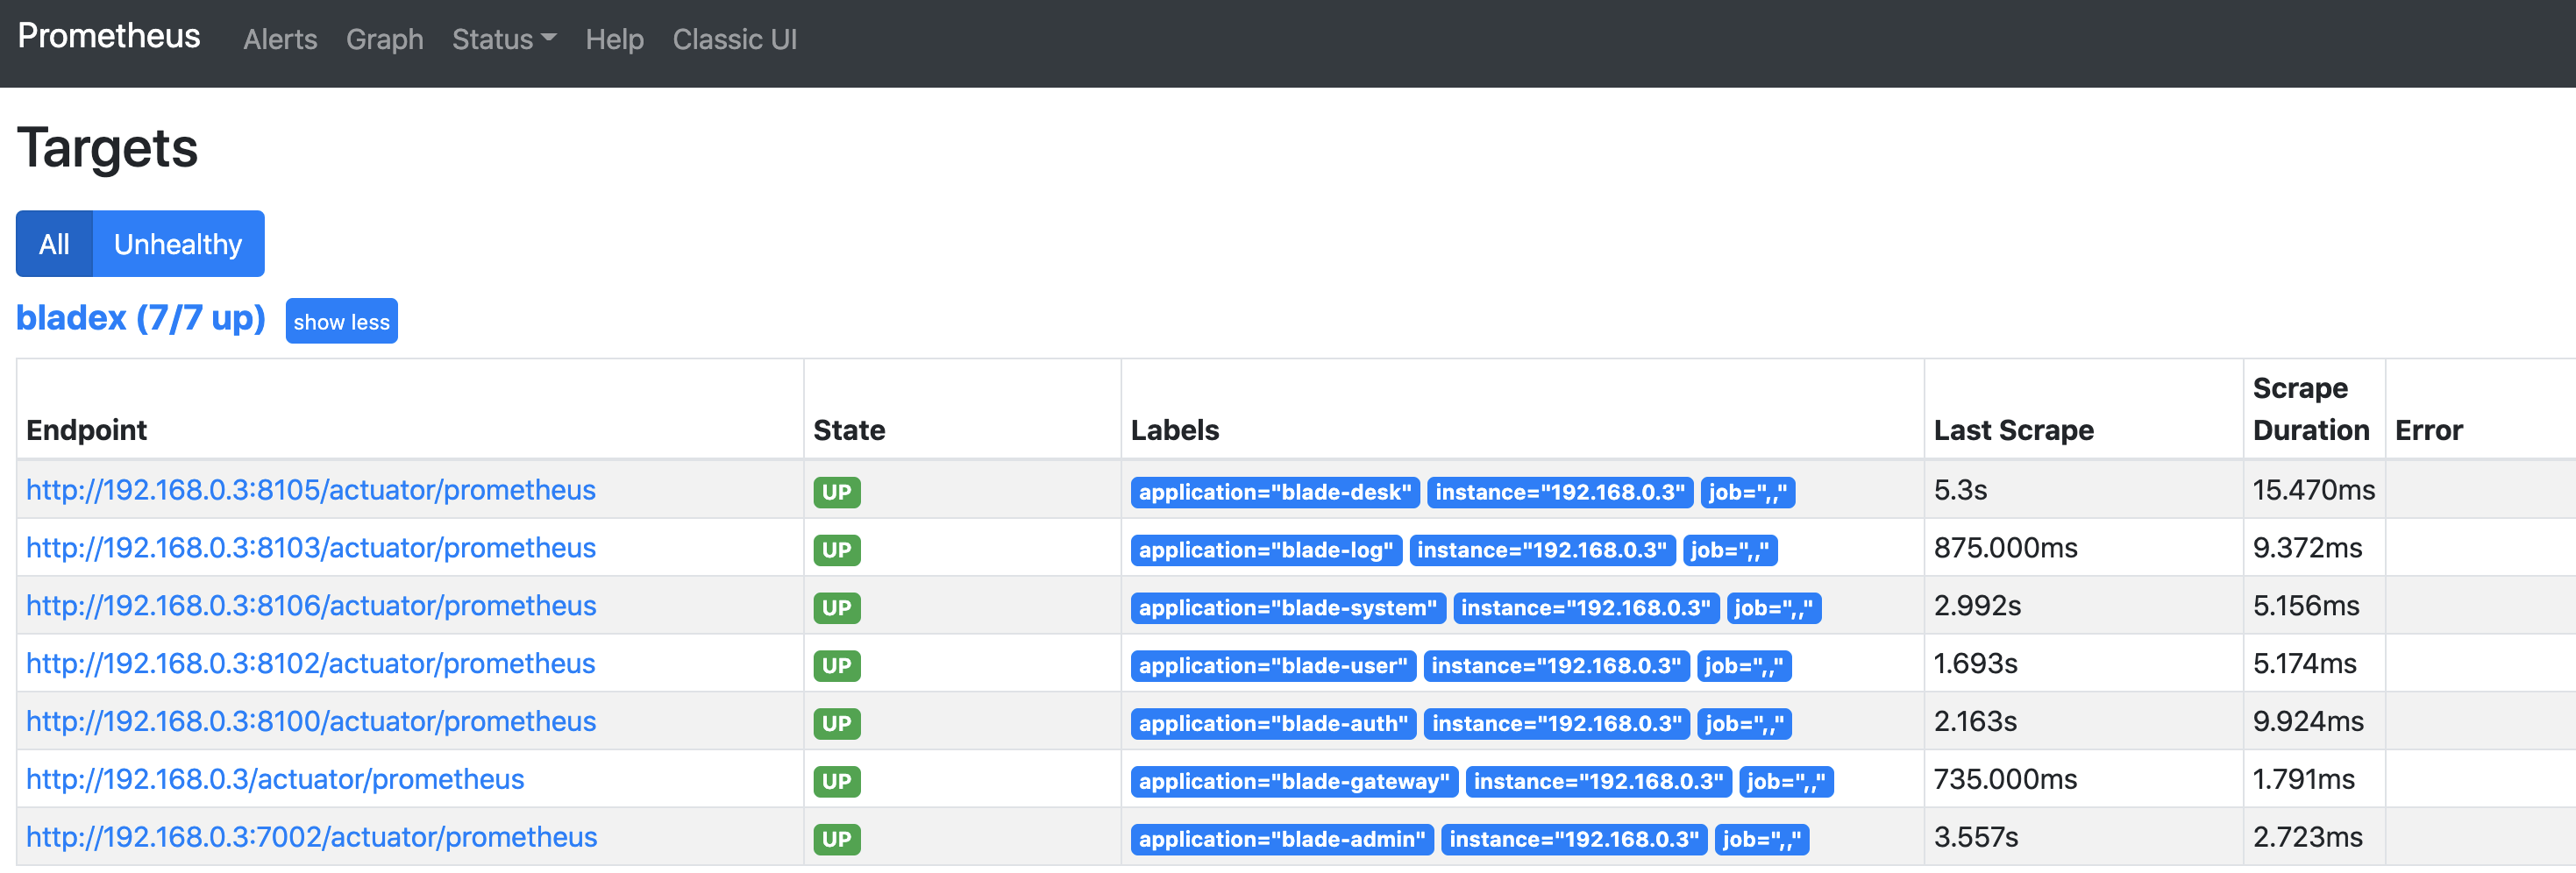 Prometheus Alerts Graph Status Help Classic UI
Targets
All Unhealthy
bladex (7/7 up) show less
Endpoint State Labels Last Scrape Scrape Duration Error
http://192.168.0.3:8105/actuator/prometheus UP application="blade-desk" instance="192.168.0.3" job=",," 5.3s 15.470ms
http://192.168.0.3:8103/actuator/prometheus UP application="blade-log" instance="192.168.0.3" job=",," 875.000ms 9.372ms
http://192.168.0.3:8106/actuator/prometheus UP application="blade-system" instance="192.168.0.3" job=",," 2.992s 5.156ms
http://192.168.0.3:8102/actuator/prometheus UP application="blade-user" instance="192.168.0.3" job=",," 1.693s 5.174ms
http://192.168.0.3:8100/actuator/prometheus UP application="blade-auth" instance="192.168.0.3" job=",," 2.163s 9.924ms
http://192.168.0.3/actuator/prometheus UP application="blade-gateway" instance="192.168.0.3" job=",," 735.000ms 1.791ms
http://192.168.0.3:7002/actuator/prometheus UP application="blade-admin" instance="192.168.0.3" job=",," 3.557s 2.723ms